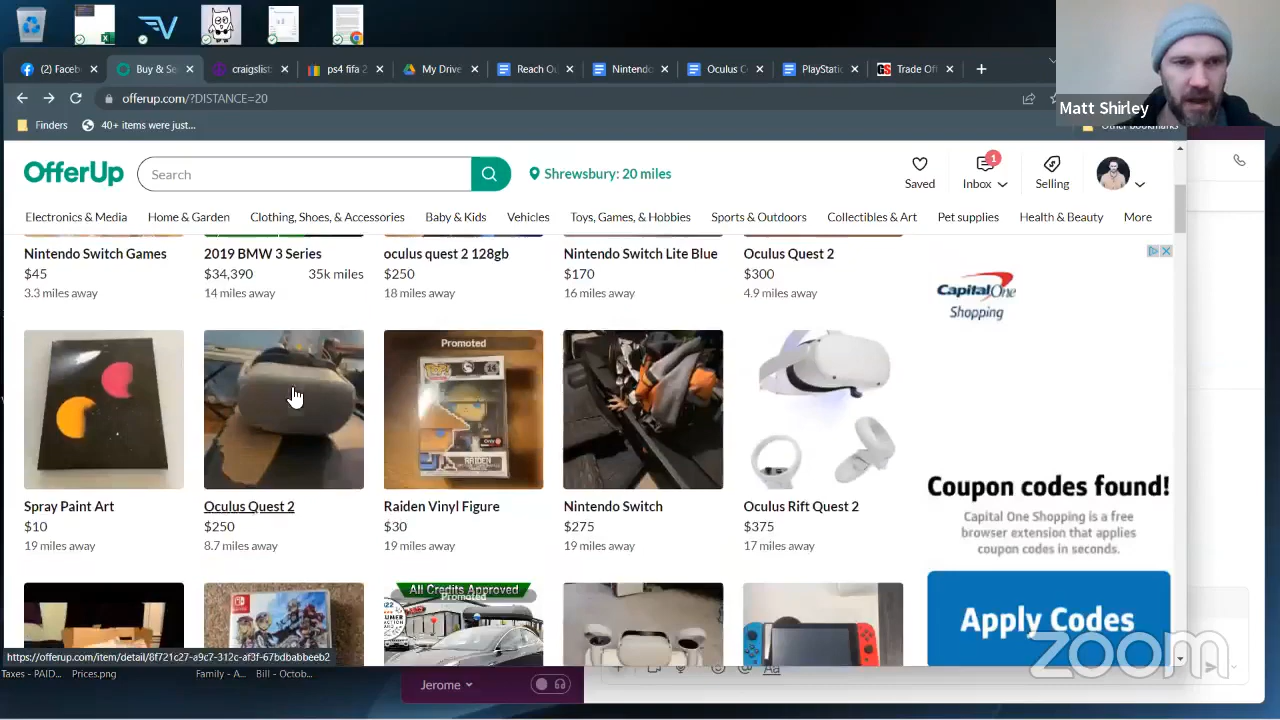 (2) Faceb
Buy & Se
craigslist:
ps4 fifa 2
My Drive
Reach Ou
Nintendo
Oculus C
PlayStatic
GS
Trade Off
Matt Shirley
offerup.com/?DISTANCE=20
Finders
40+ items were just...
Other bookmarks
OfferUp
Search
Shrewsbury: 20 miles
Saved
1
Inbox
Selling
Electronics & Media
Home & Garden
Clothing, Shoes, & Accessories
Baby & Kids
Vehicles
Toys, Games, & Hobbies
Sports & Outdoors
Collectibles & Art
Pet supplies
Health & Beauty
More
Nintendo Switch Games
2019 BMW 3 Series
oculus quest 2 128gb
Nintendo Switch Lite Blue
Oculus Quest 2
$45
$34,390
35k miles
$250
$170
$300
3.3 miles away
14 miles away
18 miles away
16 miles away
4.9 miles away
CapitalOne
Shopping
Promoted
Spray Paint Art
Oculus Quest 2
Raiden Vinyl Figure
Nintendo Switch
Oculus Rift Quest 2
$10
$250
$30
$275
$375
19 miles away
8.7 miles away
19 miles away
19 miles away
17 miles away
Coupon codes found!
Capital One Shopping is a free
browser extension that applies
coupon codes in seconds.
Apply Codes
All Credits Approved
Promoted
https://offerup.com/item/detail/8f721c27-a9c7-312c-af3f-67bdbabbeeb2
Taxes - PAID...
Prices.png
Family - A...
Bill - Octob...
Jerome
Aa
zoom